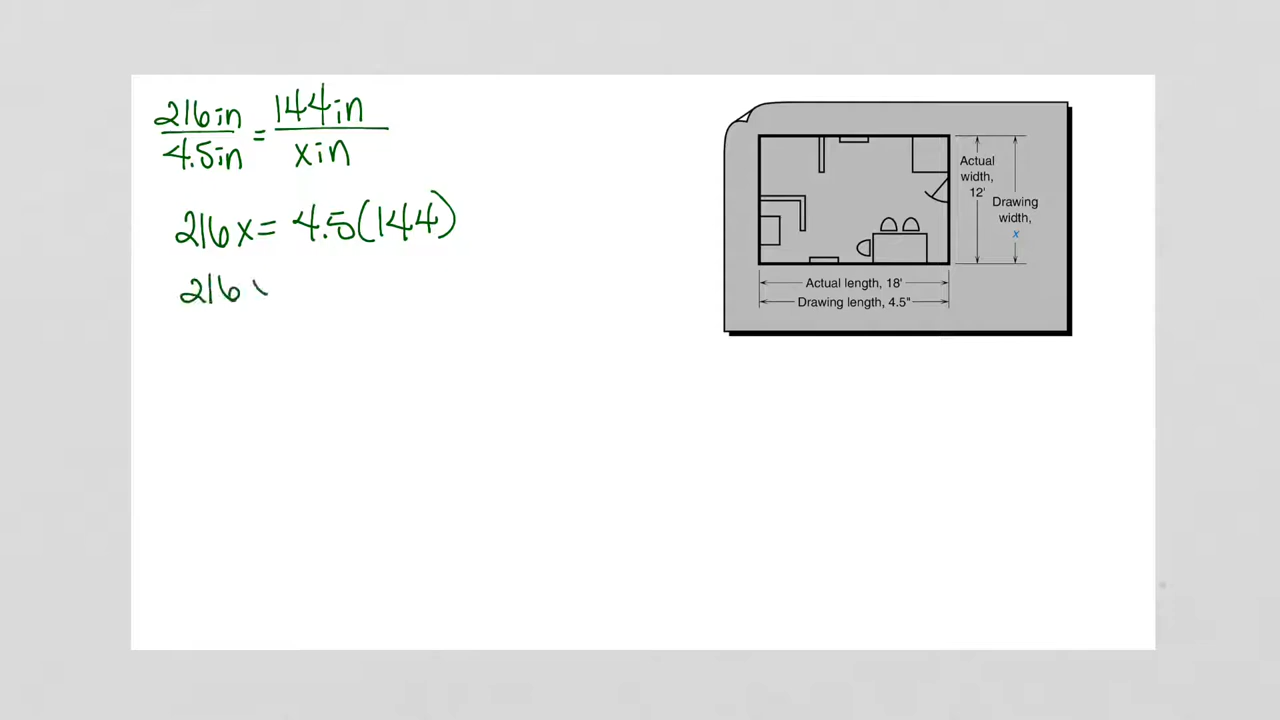 216in = 144in
4.5in xin
216x = 4.5(144)
216
Actual
width,
12'
Drawing
width,
x
Actual length, 18'
Drawing length, 4.5"